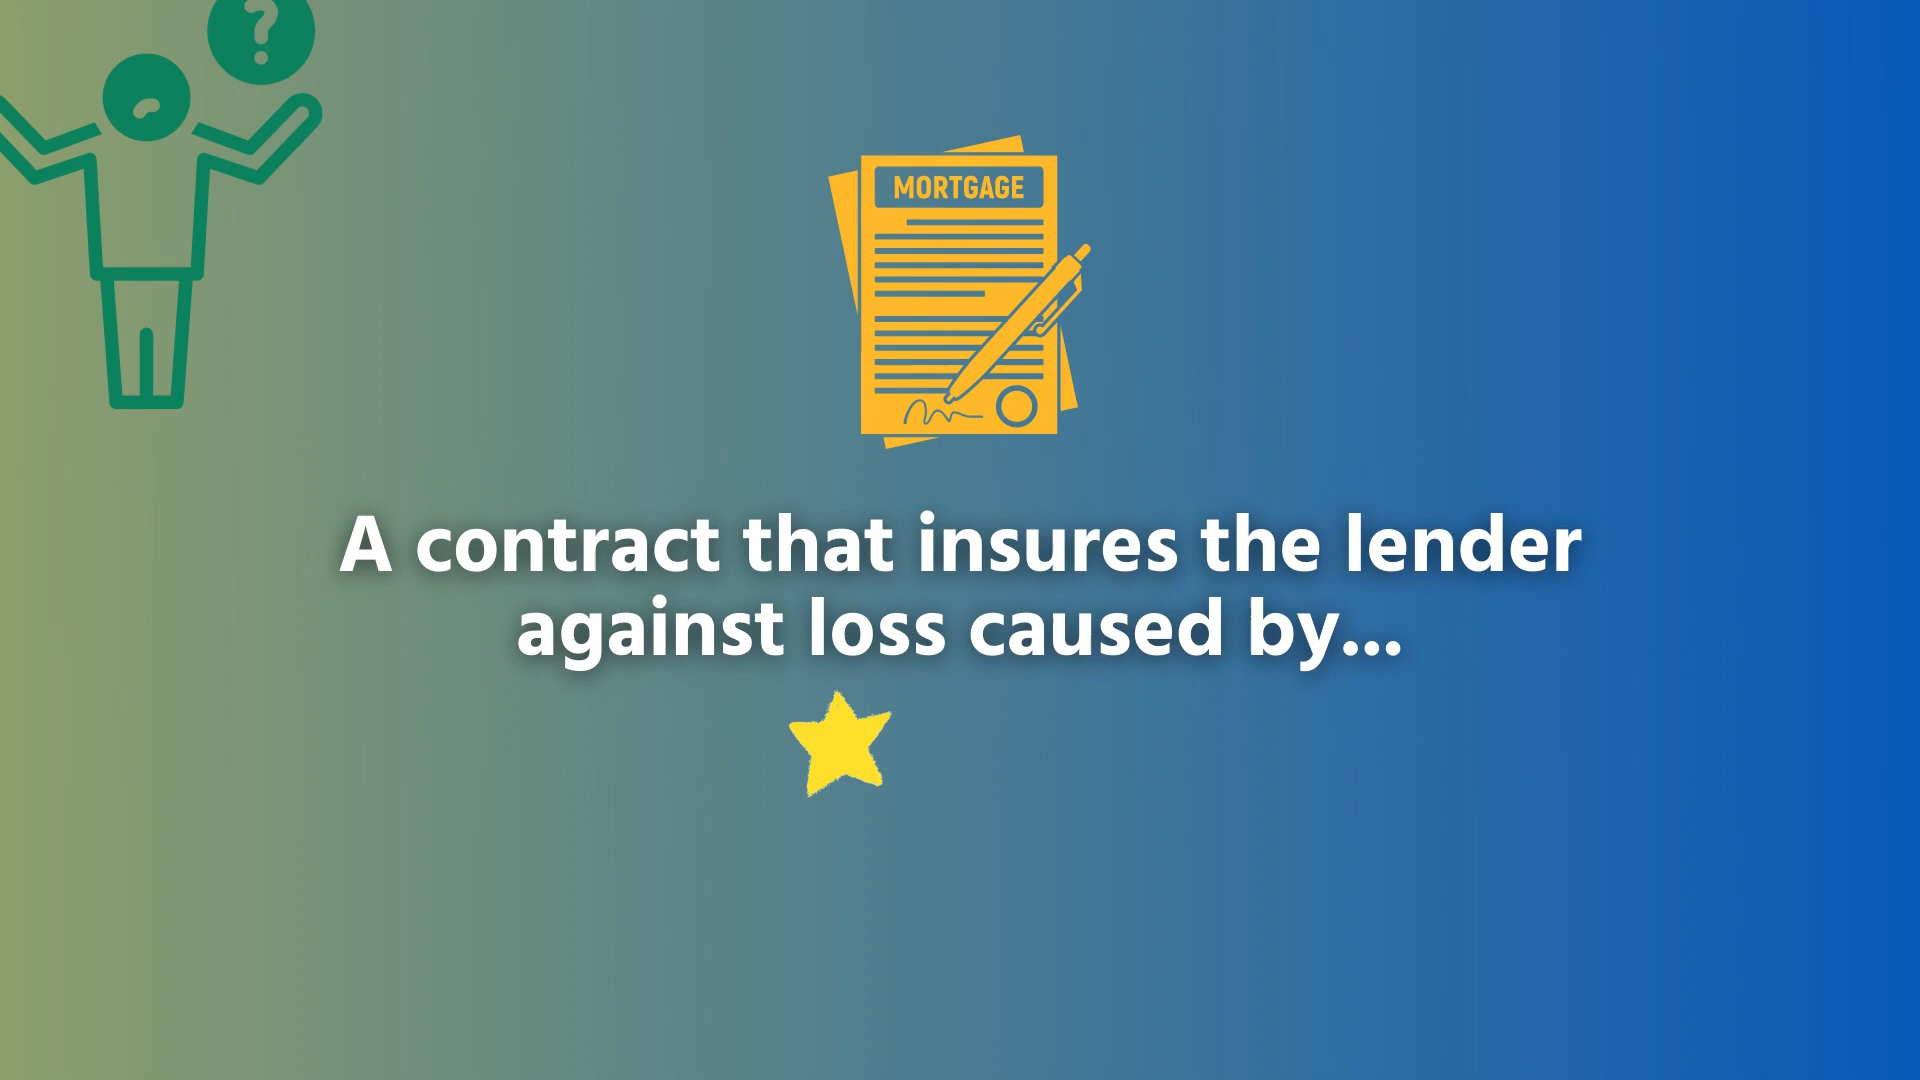 ?
MORTGAGE
A contract that insures the lender
against loss caused by...